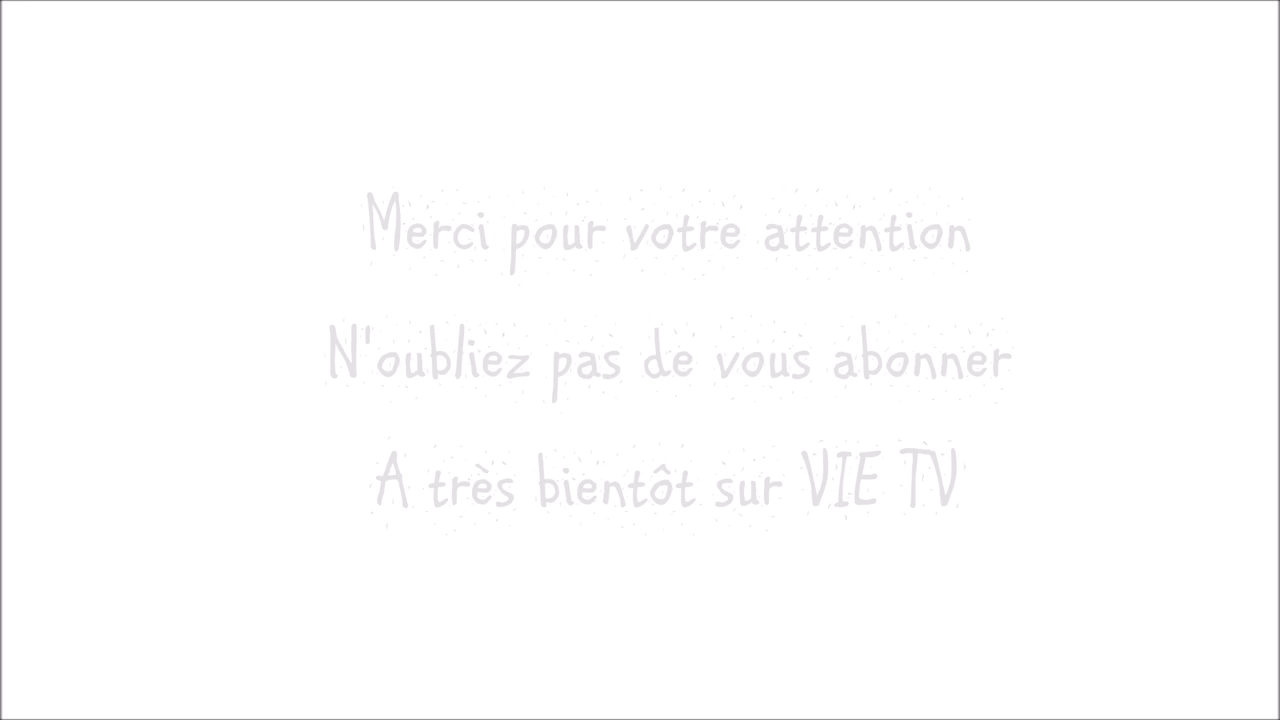 Merci pour votre attention
N'oubliez pas de vous abonner
A très bientôt sur VIE TV